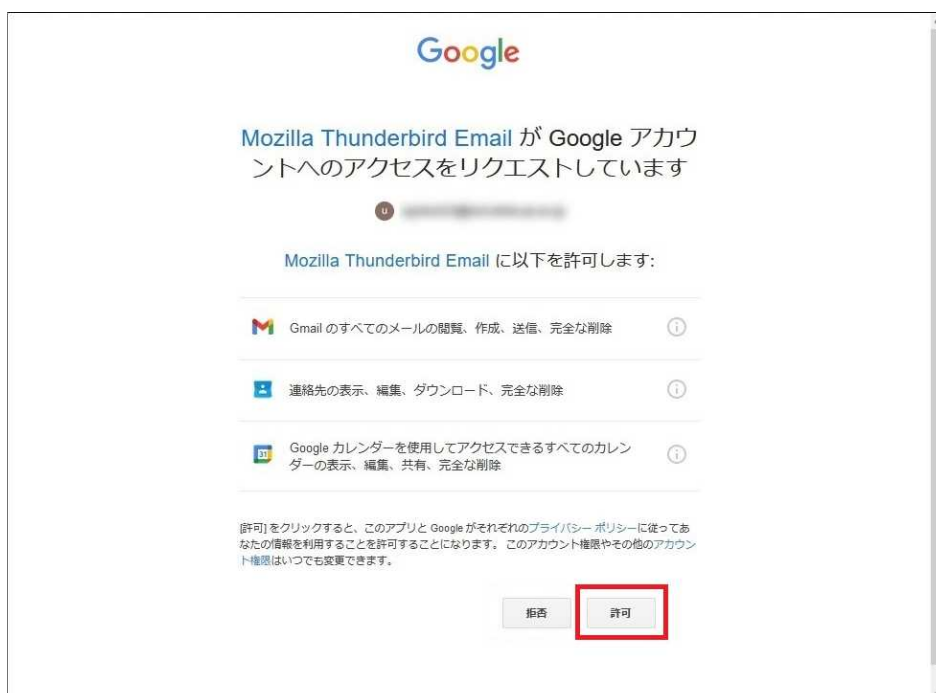 Google
Mozilla Thunderbird Email が Google アカウ
ントへのアクセスをリクエストしています
U
Mozilla Thunderbird Email に以下を許可します:
Gmail のすべてのメールの閲覧、作成、送信、完全な削除
連絡先の表示、編集、ダウンロード、完全な削除
31
Google カレンダーを使用してアクセスできるすべてのカレン
ダーの表示、編集、共有、完全な削除
[許可] をクリックすると、このアプリと Google がそれぞれのプライバシー ポリシーに従ってあ
なたの情報を利用することを許可することになります。 このアカウント権限やその他のアカウン
ト権限はいつでも変更できます。
拒否 許可